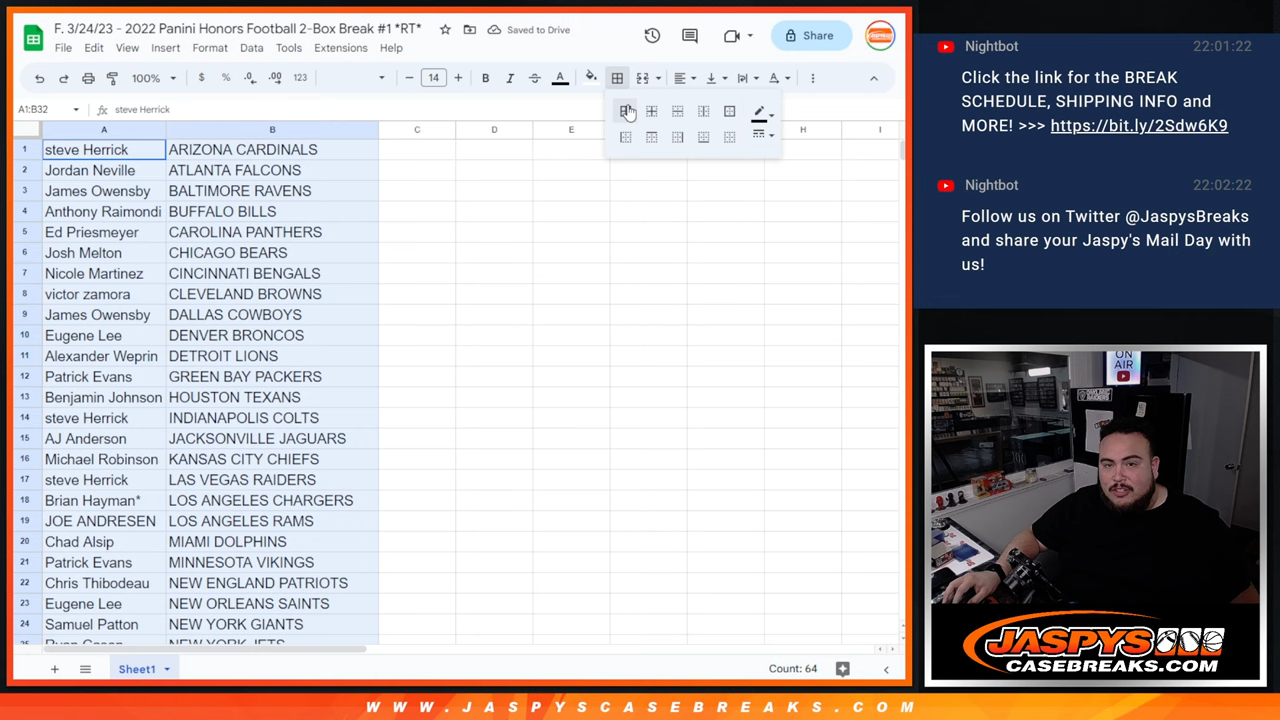 F. 3/24/23 - 2022 Panini Honors Football 2-Box Break #1 *RT*
Saved to Drive
Share
File Edit View Insert Format Data Tools Extensions Help
100% $ % .0 .00 123 14 B I S A
A1:B32 fx steve Herrick
A B C D E H I
1 steve Herrick ARIZONA CARDINALS
2 Jordan Neville ATLANTA FALCONS
3 James Owensby BALTIMORE RAVENS
4 Anthony Raimondi BUFFALO BILLS
5 Ed Priesmeyer CAROLINA PANTHERS
6 Josh Melton CHICAGO BEARS
7 Nicole Martinez CINCINNATI BENGALS
8 victor zamora CLEVELAND BROWNS
9 James Owensby DALLAS COWBOYS
10 Eugene Lee DENVER BRONCOS
11 Alexander Weprin DETROIT LIONS
12 Patrick Evans GREEN BAY PACKERS
13 Benjamin Johnson HOUSTON TEXANS
14 steve Herrick INDIANAPOLIS COLTS
15 AJ Anderson JACKSONVILLE JAGUARS
16 Michael Robinson KANSAS CITY CHIEFS
17 steve Herrick LAS VEGAS RAIDERS
18 Brian Hayman* LOS ANGELES CHARGERS
19 JOE ANDRESEN LOS ANGELES RAMS
20 Chad Alsip MIAMI DOLPHINS
21 Patrick Evans MINNESOTA VIKINGS
22 Chris Thibodeau NEW ENGLAND PATRIOTS
23 Eugene Lee NEW ORLEANS SAINTS
24 Samuel Patton NEW YORK GIANTS
NEW YORK JETS
Sheet1
Count: 64
Nightbot 22:01:22
Click the link for the BREAK
SCHEDULE, SHIPPING INFO and
MORE! >>> https://bit.ly/2Sdw6K9
Nightbot 22:02:22
Follow us on Twitter @JaspysBreaks
and share your Jaspy's Mail Day with
us!
ON
AIR
JASPYS
CASEBREAKS.COM
WWW.JASPYSCASEBREAKS.COM